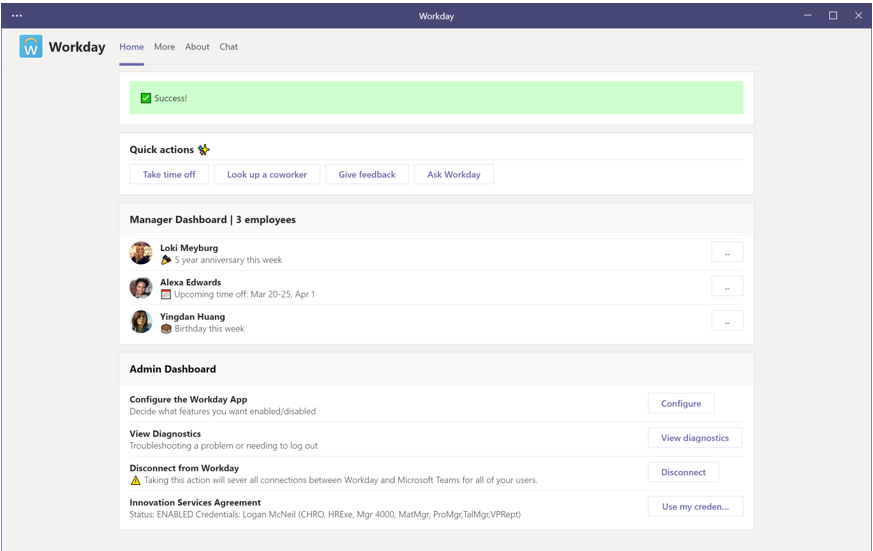 Workday
Workday Home More About Chat
Success!
Quick actions
Take time off Look up a coworker Give feedback Ask Workday
Manager Dashboard | 3 employees
Loki Meyburg
5 year anniversary this week
..
Alexa Edwards
Upcoming time off: Mar 20-25, Apr 1
..
Yingdan Huang
Birthday this week
..
Admin Dashboard
Configure the Workday App
Decide what features you want enabled/disabled
Configure
View Diagnostics
Troubleshooting a problem or needing to log out
View diagnostics
Disconnect from Workday
Taking this action will sever all connections between Workday and Microsoft Teams for all of your users.
Disconnect
Innovation Services Agreement
Status: ENABLED Credentials: Logan McNeil (CHRO, HRExe, Mgr 4000, MatMgr, ProMgr,TalMgr,VPRept)
Use my creden...